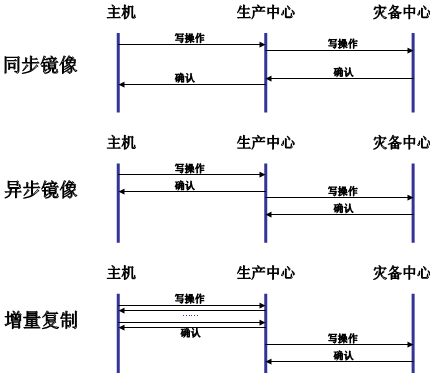 主机 生产中心 灾备中心
写操作
写操作
同步镜像
确认
确认
主机 生产中心 灾备中心
写操作
确认
异步镜像
写操作
确认
主机 生产中心 灾备中心
写操作
……
增量复制
确认
写操作
确认